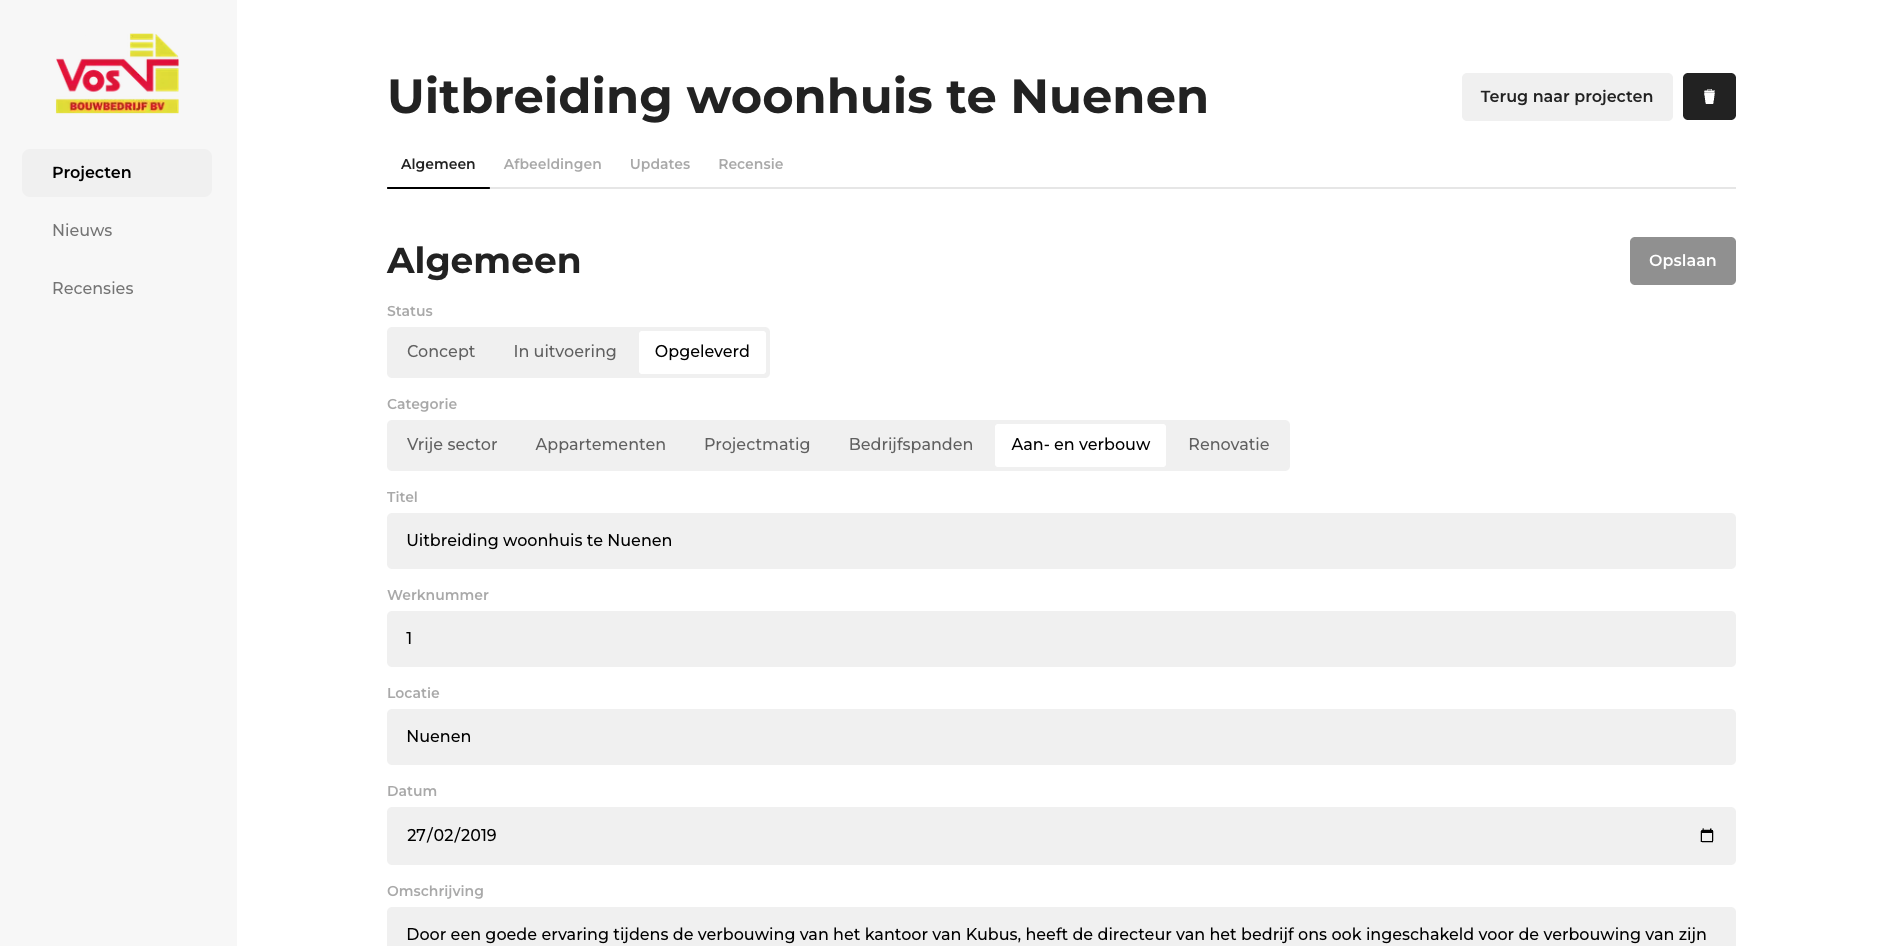 Vos
BOUWBEDRIJF BV
Projecten
Nieuws
Recensies
Uitbreiding woonhuis te Nuenen
Terug naar projecten
Algemeen Afbeeldingen Updates Recensie
Algemeen
Opslaan
Status
Concept In uitvoering Opgeleverd
Categorie
Vrije sector Appartementen Projectmatig Bedrijfspanden Aan- en verbouw Renovatie
Titel
Uitbreiding woonhuis te Nuenen
Werknummer
1
Locatie
Nuenen
Datum
27/02/2019
Omschrijving
Door een goede ervaring tijdens de verbouwing van het kantoor van Kubus, heeft de directeur van het bedrijf ons ook ingeschakeld voor de verbouwing van zijn